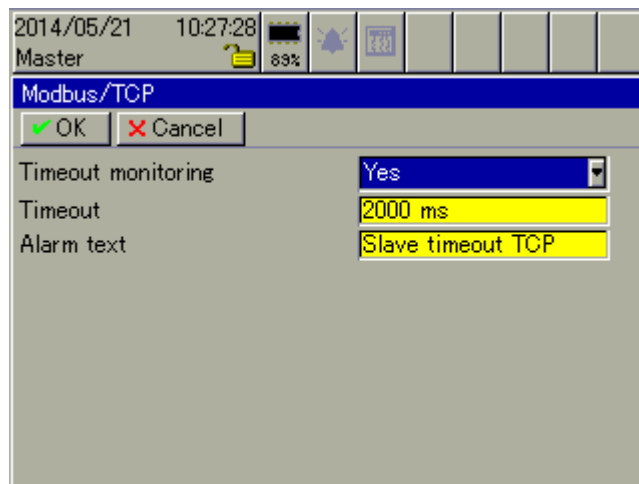 2014/05/21 10:27:28
Master 89%
Modbus/TCP
OK Cancel
Timeout monitoring Yes
Timeout 2000 ms
Alarm text Slave timeout TCP